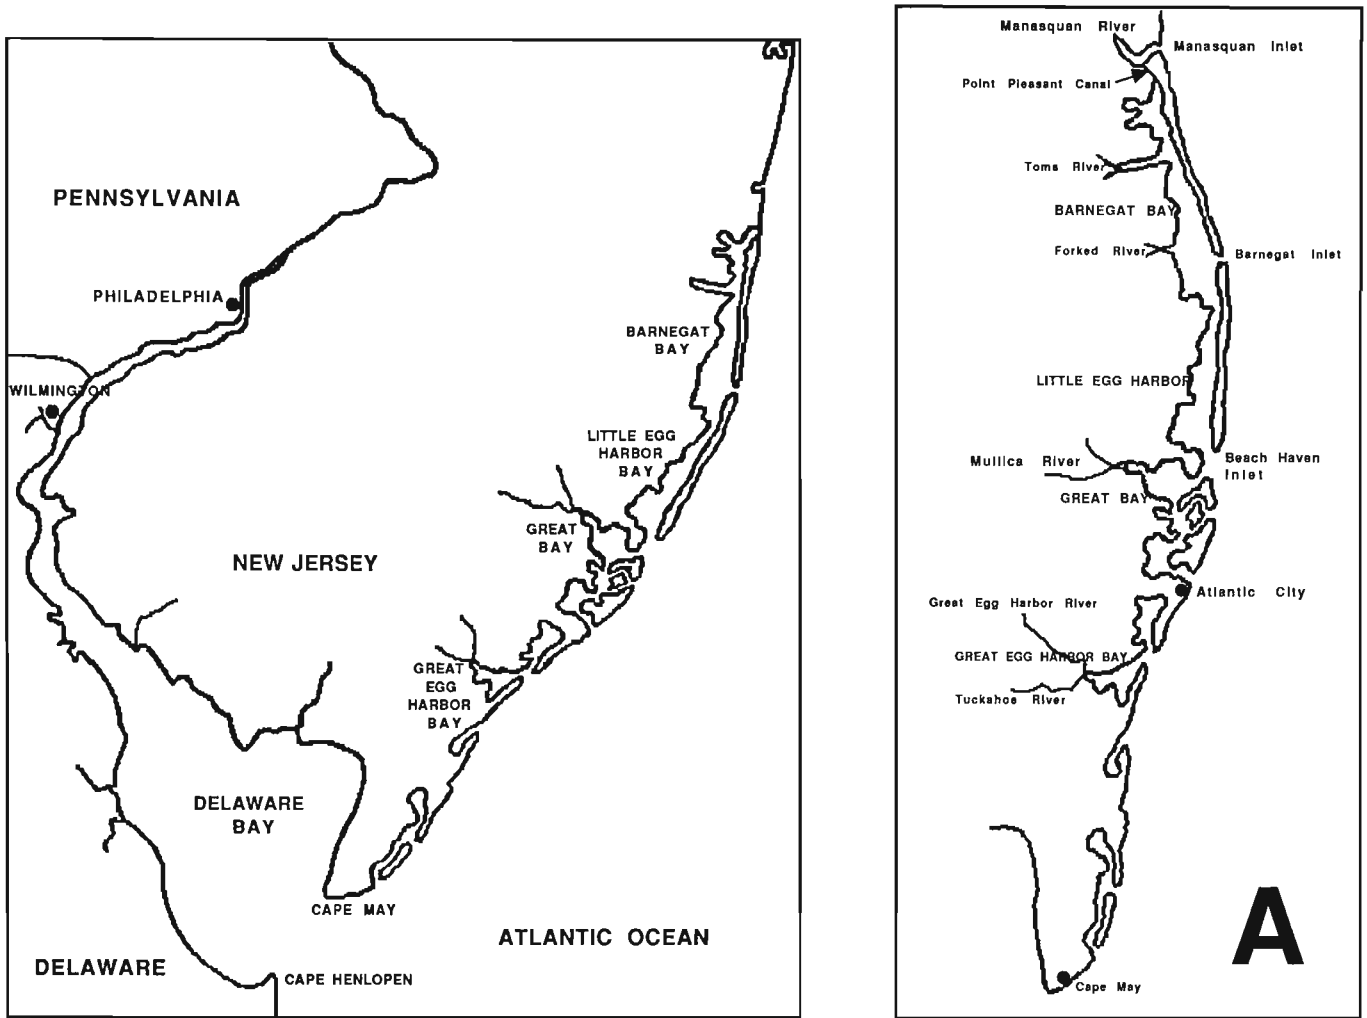 PENNSYLVANIA
PHILADELPHIA
WILMINGTON
BARNEGAT
BAY
LITTLE EGG
HARBOR
BAY
GREAT
BAY
NEW JERSEY
GREAT
EGG
HARBOR
BAY
DELAWARE
BAY
CAPE MAY
ATLANTIC OCEAN
DELAWARE
CAPE HENLOPEN
Manasquan River
Manasquan Inlet
Point Pleasant Canal
Toms River
BARNEGAT BAY
Forked River
Barnegat Inlet
LITTLE EGG HARBOR
Mullica River
Beach Haven
Inlet
GREAT BAY
Atlantic City
Great Egg Harbor River
GREAT EGG HARBOR BAY
Tuckahoe River
A
Cape May